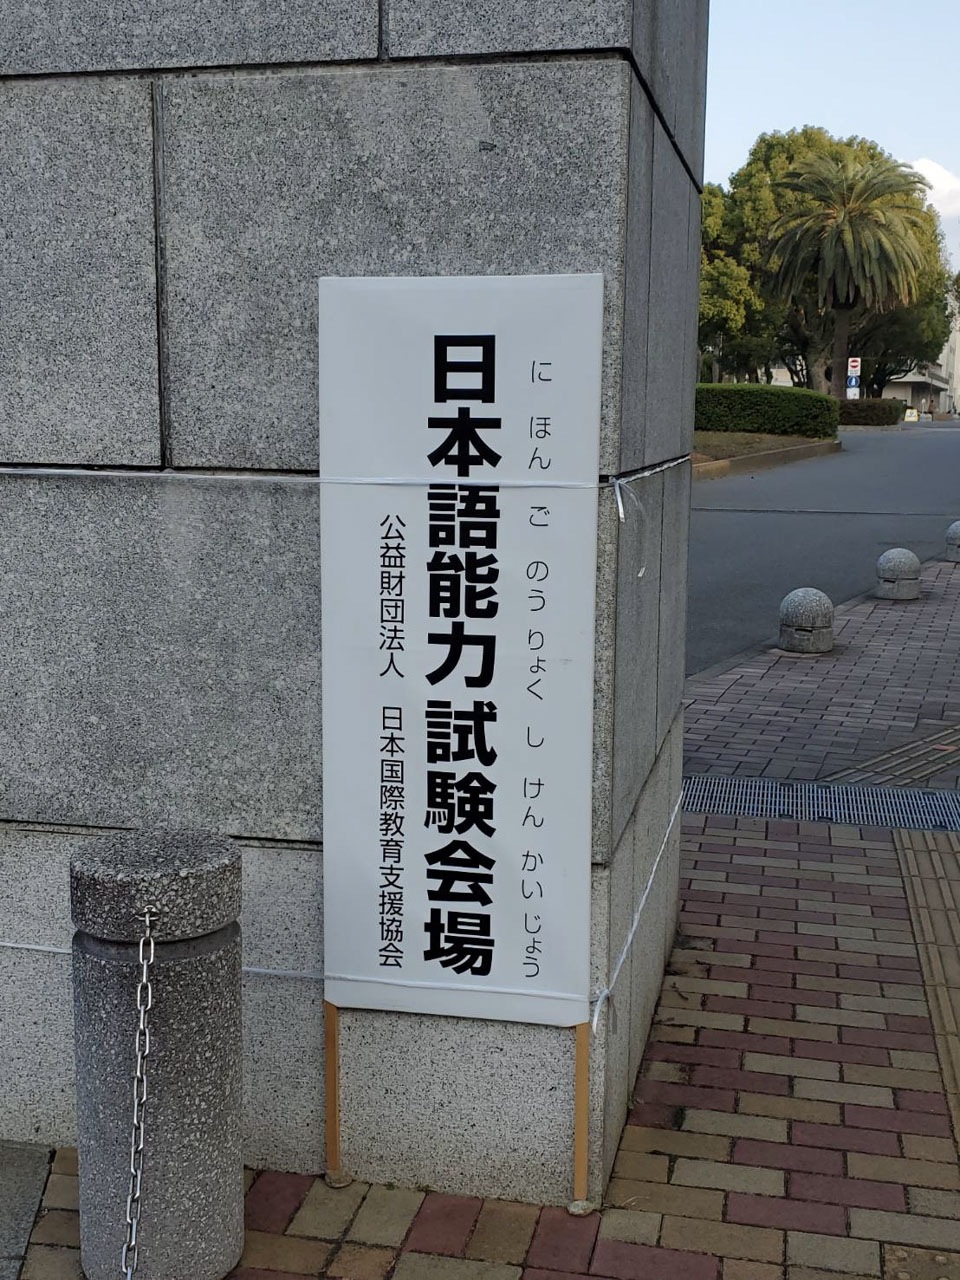 に ほん ご のう りょく し けん かい じょう
日本語能力試験会場
公益財団法人 日本国際教育支援協会